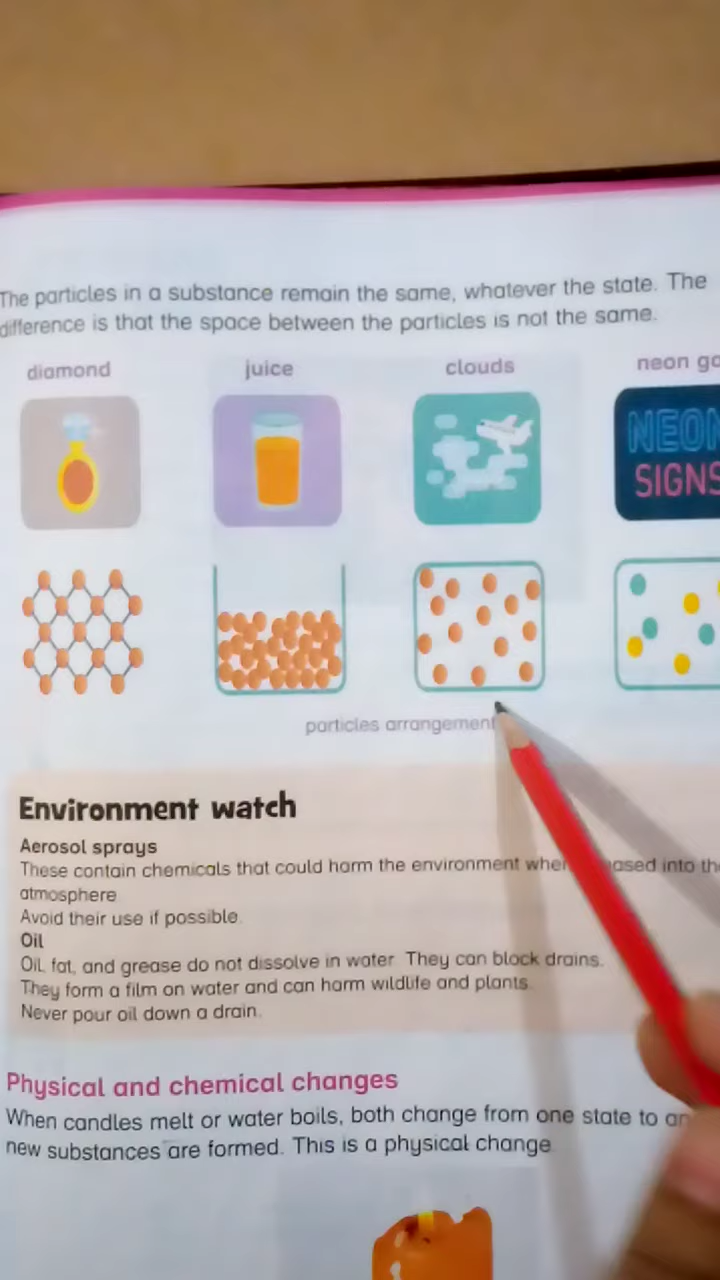 The particles in a substance remain the same, whatever the state. The
difference is that the space between the particles is not the same.
diamond juice clouds neon
NEON
SIGNS
particles arrangement
Environment watch
Aerosol sprays
These contain chemicals that could harm the environment into the
atmosphere
Avoid their use if possible.
Oil
Oil, fat, and grease do not dissolve in water. They can block drains.
They form a film on water and can harm wildlife and plants.
Never pour oil down a drain.
Physical and chemical changes
When candles melt or water boils, both change from one state to
new substances are formed. This is a physical change